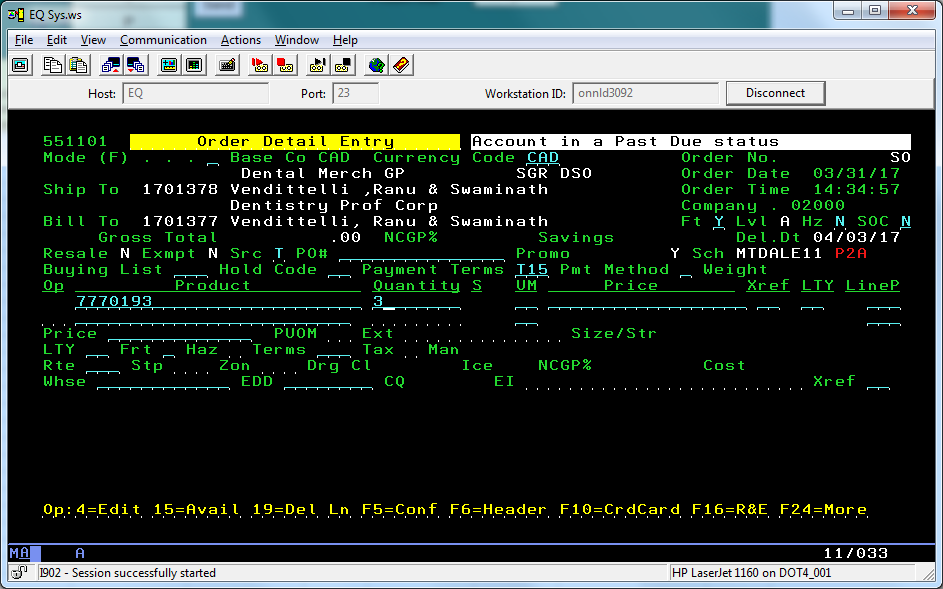 EQ Sys.ws
File Edit View Communication Actions Window Help
Host: EQ Port: 23 Workstation ID: onnld3092 Disconnect
551101 Order Detail Entry Account in a Past Due status
Mode (F) . . . _ Base Co CAD Currency Code CAD Order No. SO
Dental Merch GP SGR DSO Order Date 03/31/17
Ship To 1701378 Vendittelli ,Ranu & Swaminath Order Time 14:34:57
Dentistry Prof Corp Company . 02000
Bill To 1701377 Vendittelli, Ranu & Swaminath Ft Y Lvl A Hz N SOC N
Gross Total .00 NCGP% Savings Del.Dt 04/03/17
Resale N Exmpt N Src T PO# Promo Y Sch MTDALE11 P2A
Buying List Hold Code Payment Terms T15 Pmt Method _ Weight
Op Product Quantity S UM Price Xref LTY LineP
7770193 3
Price PUOM . . . Ext . . . . . . . . . . . . . . . Size/Str
LTY Frt Haz . . Terms Tax . . Man
Rte Stp . . . . Zon . . . . Drg Cl Ice NCGP% Cost
Whse EDD CQ EI Xref
Op:4=Edit 15=Avail 19=Del Ln F5=Conf F6=Header F10=CrdCard F16=R&E F24=More
MA A 11/033
I902 - Session successfully started HP LaserJet 1160 on DOT4_001